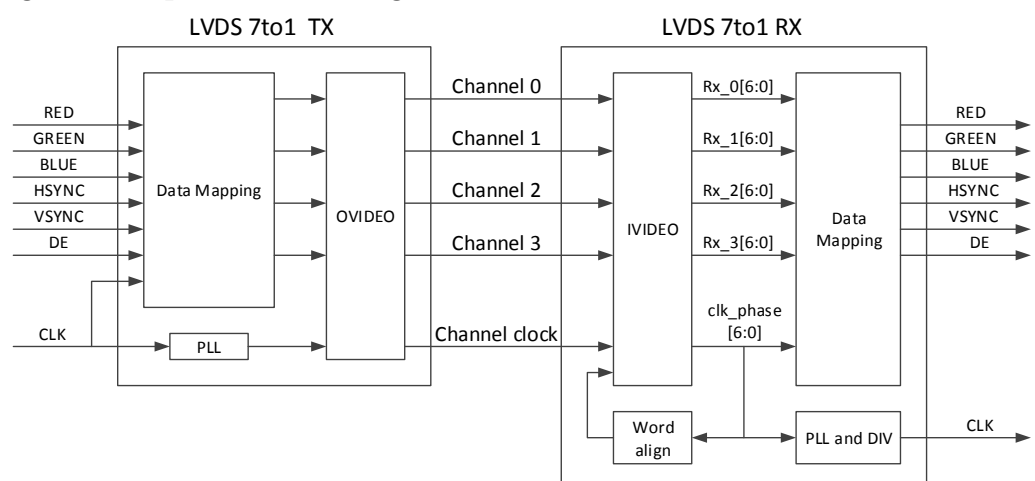 LVDS 7to1 TX
LVDS 7to1 RX
RED
GREEN
BLUE
HSYNC
VSYNC
DE
CLK
Data Mapping
PLL
OVIDEO
Channel 0
Channel 1
Channel 2
Channel 3
Channel clock
IVIDEO
Rx_0[6:0]
Rx_1[6:0]
Rx_2[6:0]
Rx_3[6:0]
clk_phase
[6:0]
Data
Mapping
Word
align
PLL and DIV
RED
GREEN
BLUE
HSYNC
VSYNC
DE
CLK